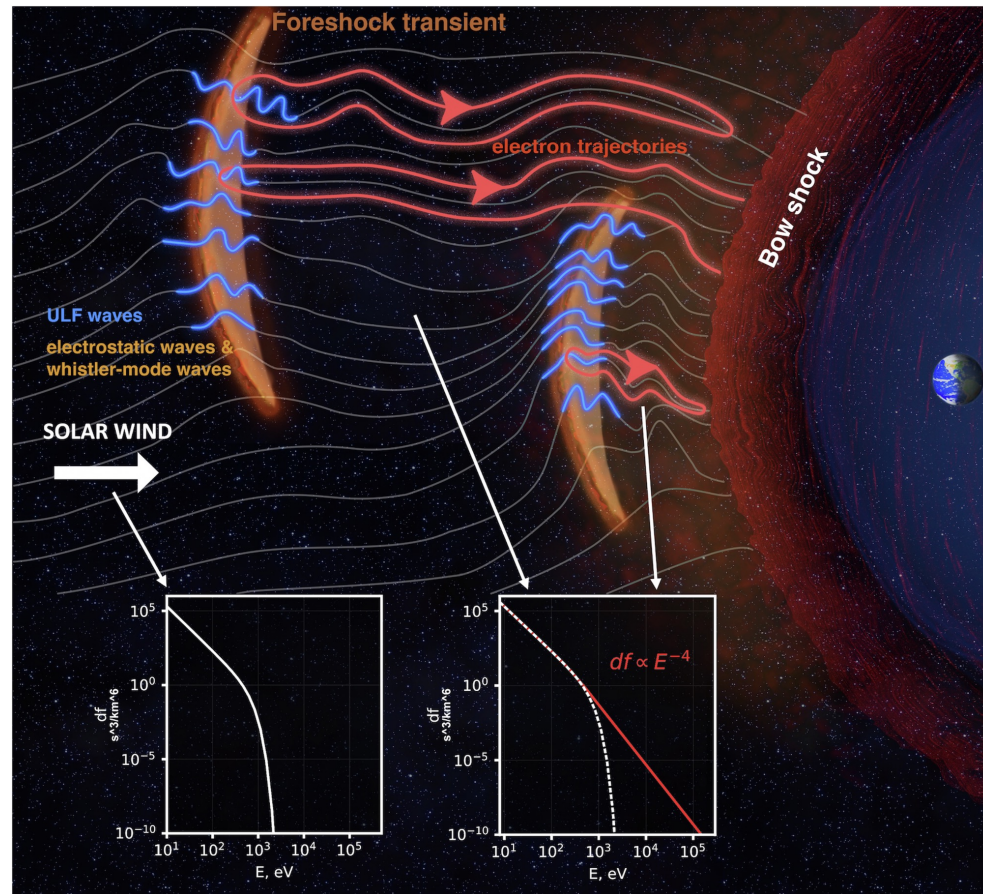 Foreshock transient
electron trajectories
Bow shock
ULF waves
electrostatic waves &
whistler-mode waves
SOLAR WIND
10^5
10^0
10^-5
10^-10
df
s^3/km^6
10^1 10^2 10^3 10^4 10^5
E, eV
10^5
10^0
10^-5
10^-10
df
s^3/km^6
df ∝ E^-4
10^1 10^2 10^3 10^4 10^5
E, eV